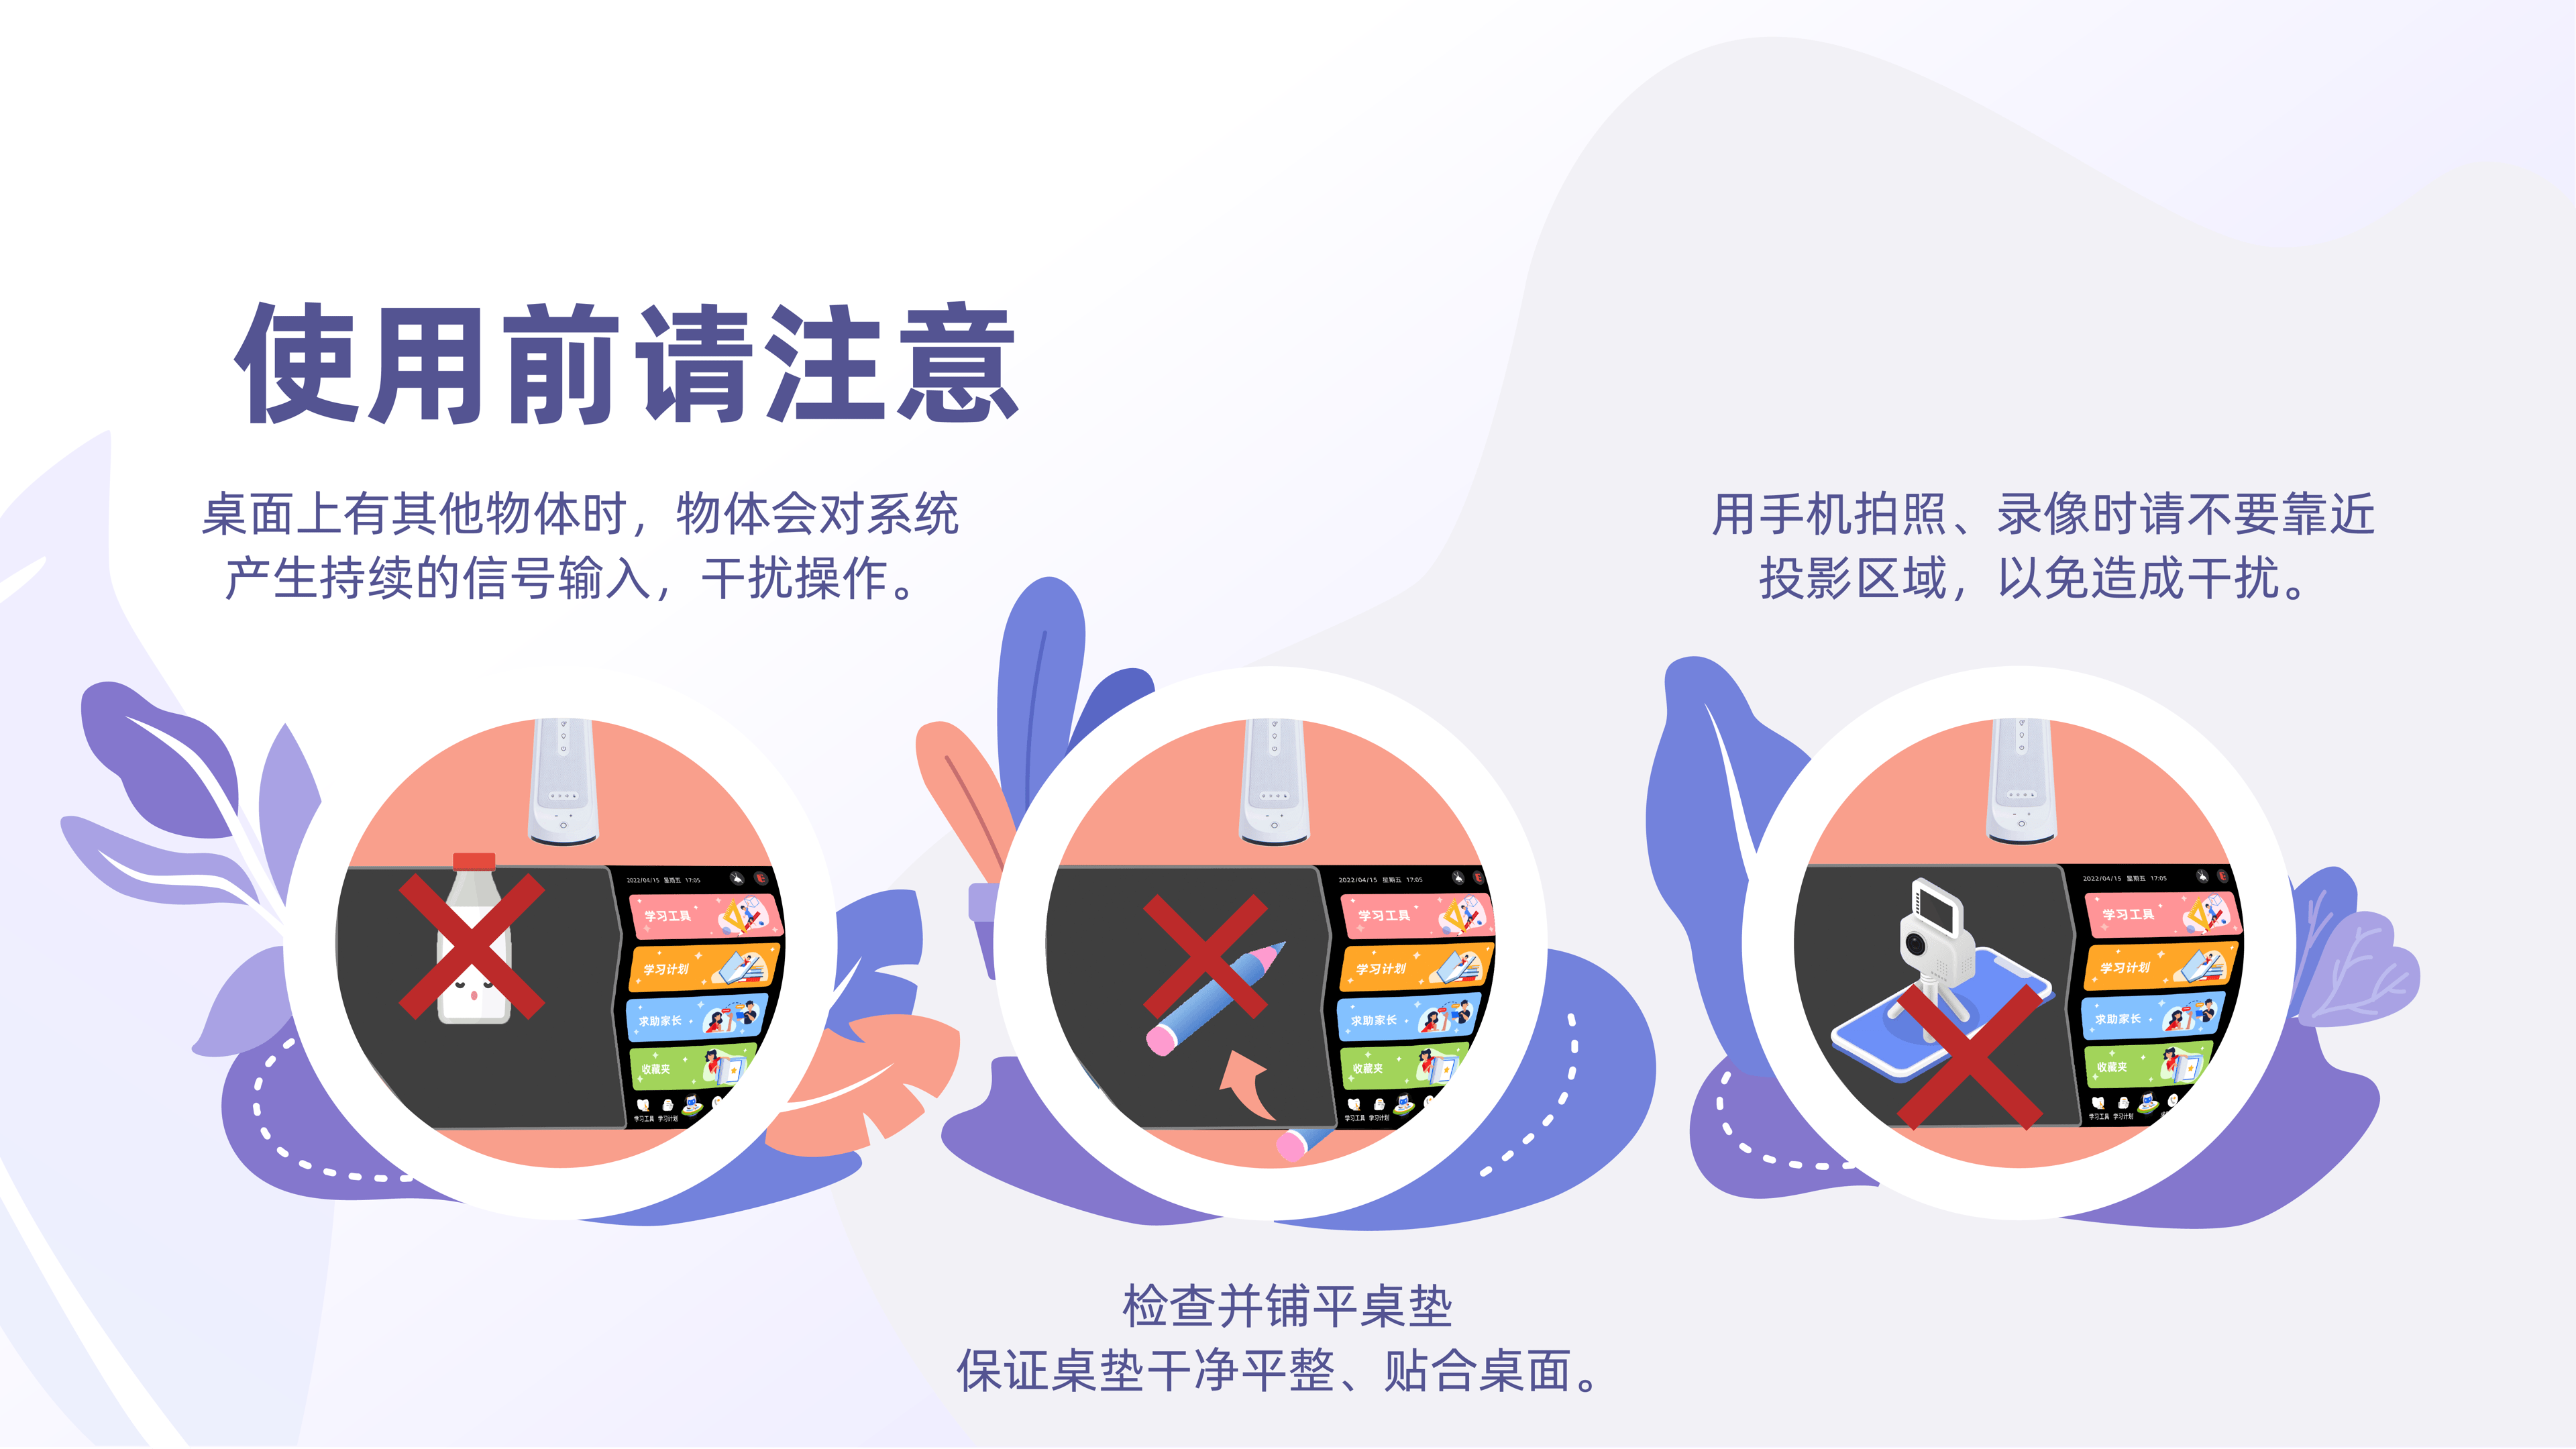 使用前请注意
桌面上有其他物体时，物体会对系统
产生持续的信号输入，干扰操作。
用手机拍照、录像时请不要靠近
投影区域，以免造成干扰。
2022/04/15 星期五 17:05
学习工具
学习计划
求助家长
收藏夹
学习工具 学习计划
2022/04/15 星期五 17:05
学习工具
学习计划
求助家长
收藏夹
学习工具 学习计划
2022/04/15 星期五 17:05
学习工具
学习计划
求助家长
收藏夹
学习工具 学习计划
检查并铺平桌垫
保证桌垫干净平整、贴合桌面。